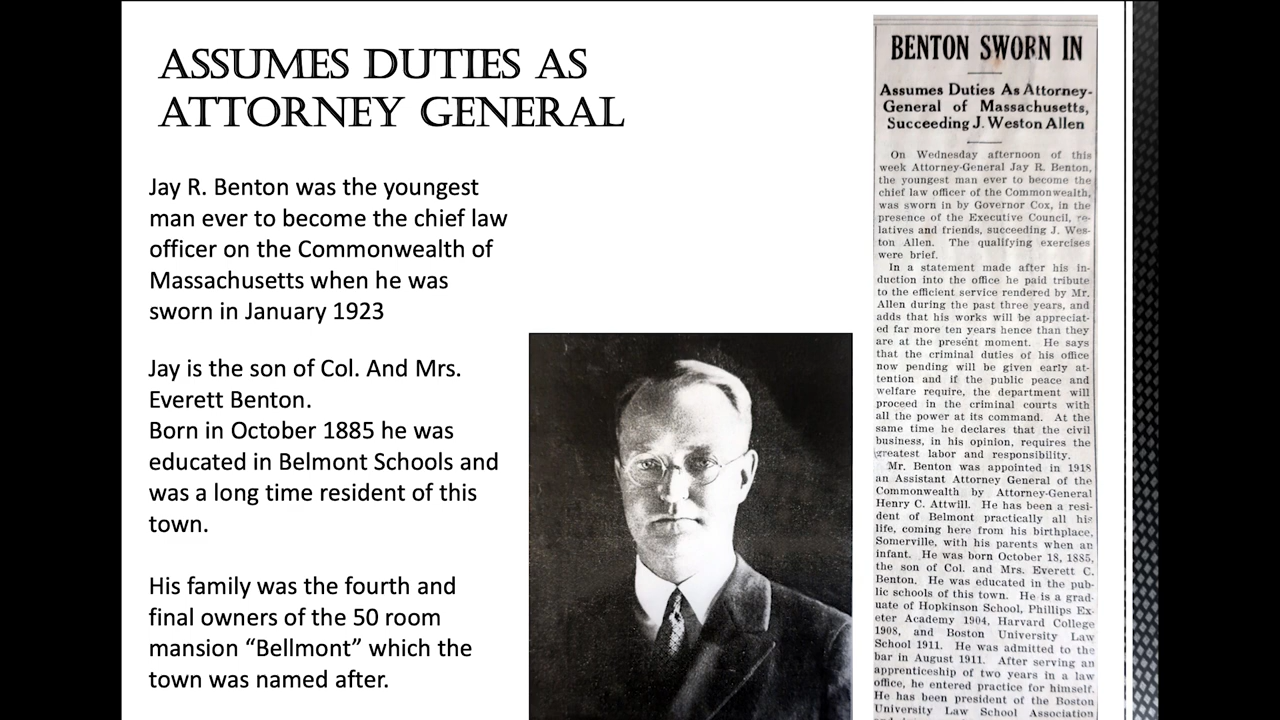 ASSUMES DUTIES AS
ATTORNEY GENERAL
Jay R. Benton was the youngest
man ever to become the chief law
officer on the Commonwealth of
Massachusetts when he was
sworn in January 1923
Jay is the son of Col. And Mrs.
Everett Benton.
Born in October 1885 he was
educated in Belmont Schools and
was a long time resident of this
town.
His family was the fourth and
final owners of the 50 room
mansion “Bellmont” which the
town was named after.
BENTON SWORN IN
Assumes Duties As Attorney-
General of Massachusetts,
Succeeding J. Weston Allen
On Wednesday afternoon of this
week Attorney-General Jay R. Benton,
the youngest man ever to become the
chief law officer of the Commonwealth,
was sworn in by Governor Cox, in the
presence of the Executive Council, re-
latives and friends, succeeding J. Wes-
ton Allen. The qualifying exercises
were brief.
In a statement made after his in-
duction into the office he paid tribute
to the efficient service rendered by Mr.
Allen during the past three years, and
adds that his works will be appreciat-
ed far more ten years hence than they
are at the present moment. He says
that the criminal duties of his office
now pending will be given early at-
tention and if the public peace and
welfare require, the department will
proceed in the criminal courts with
all the power at its command. At the
same time he declares that the civil
business, in his opinion, requires the
greatest labor and responsibility.
Mr. Benton was appointed in 1918
an Assistant Attorney General of the
Commonwealth by Attorney-General
Henry C. Attwill. He has been a resi-
dent of Belmont practically all his
life, coming here from his birthplace,
Somerville, with his parents when an
infant. He was born October 18, 1885,
the son of Col. and Mrs. Everett C.
Benton. He was educated in the pub-
lic schools of this town. He is a grad-
uate of Hopkinson School, Phillips Ex-
eter Academy 1904, Harvard College
1908, and Boston University Law
School 1911. He was admitted to the
bar in August 1911. After serving an
apprenticeship of two years in a law
office, he entered practice for himself.
He has been president of the Boston
University Law School Association